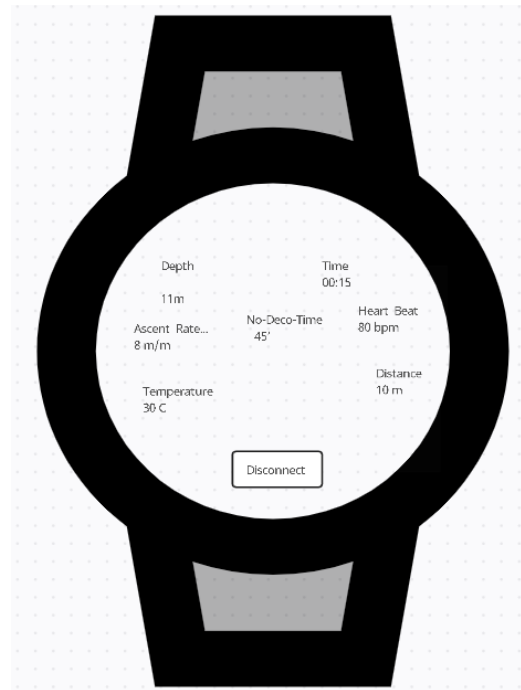 Depth
11m
Time
00:15
Ascent Rate...
8 m/m
No-Deco-Time
45'
Heart Beat
80 bpm
Temperature
30 C
Distance
10 m
Disconnect